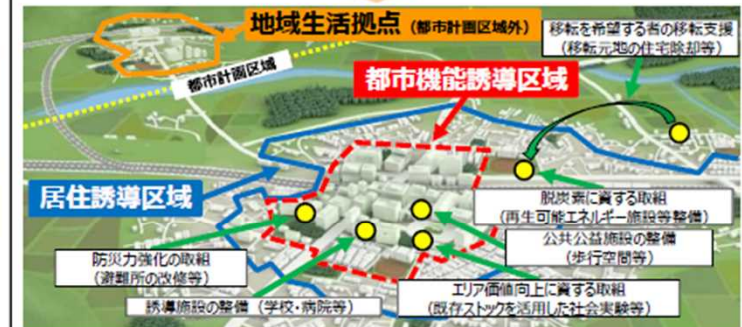 地域生活拠点（都市計画区域外）
移転を希望する者の移転支援
（移転元地の住宅除却等）
都市計画区域
都市機能誘導区域
居住誘導区域
脱炭素に資する取組
（再生可能エネルギー施設等整備）
公共公益施設の整備
（歩行空間等）
防災力強化の取組
（避難所の改修等）
誘導施設の整備（学校・病院等）
エリア価値向上に資する取組
（既存ストックを活用した社会実験等）